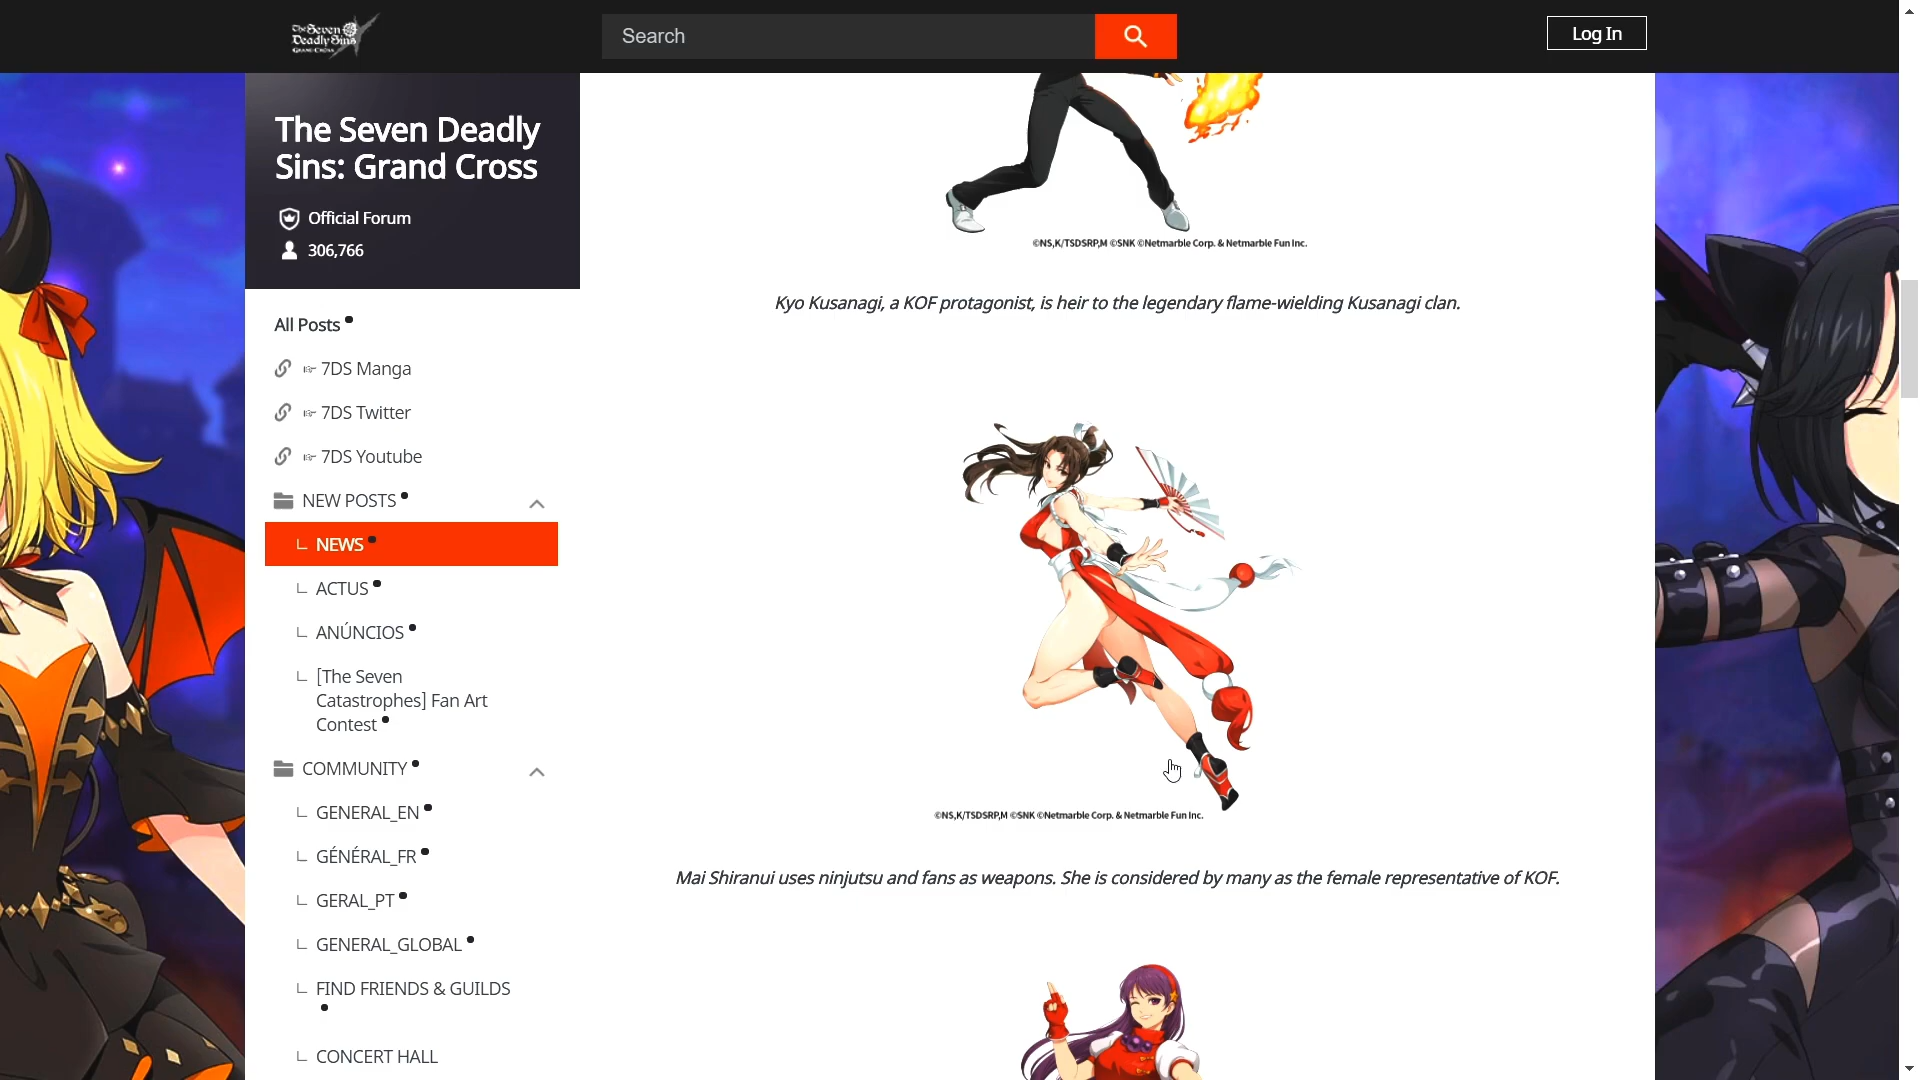 The Seven
Deadly Sins
GRAND CROSS
Search
Log In
The Seven Deadly
Sins: Grand Cross
Official Forum
306,766
All Posts
☞ 7DS Manga
☞ 7DS Twitter
☞ 7DS Youtube
NEW POSTS
NEWS
ACTUS
ANÚNCIOS
[The Seven
Catastrophes] Fan Art
Contest
COMMUNITY
GENERAL_EN
GÉNÉRAL_FR
GERAL_PT
GENERAL_GLOBAL
FIND FRIENDS & GUILDS
CONCERT HALL
©NS,K/TSDSRP,M ©SNK ©Netmarble Corp. & Netmarble Fun Inc.
Kyo Kusanagi, a KOF protagonist, is heir to the legendary flame-wielding Kusanagi clan.
©NS,K/TSDSRP,M ©SNK ©Netmarble Corp. & Netmarble Fun Inc.
Mai Shiranui uses ninjutsu and fans as weapons. She is considered by many as the female representative of KOF.